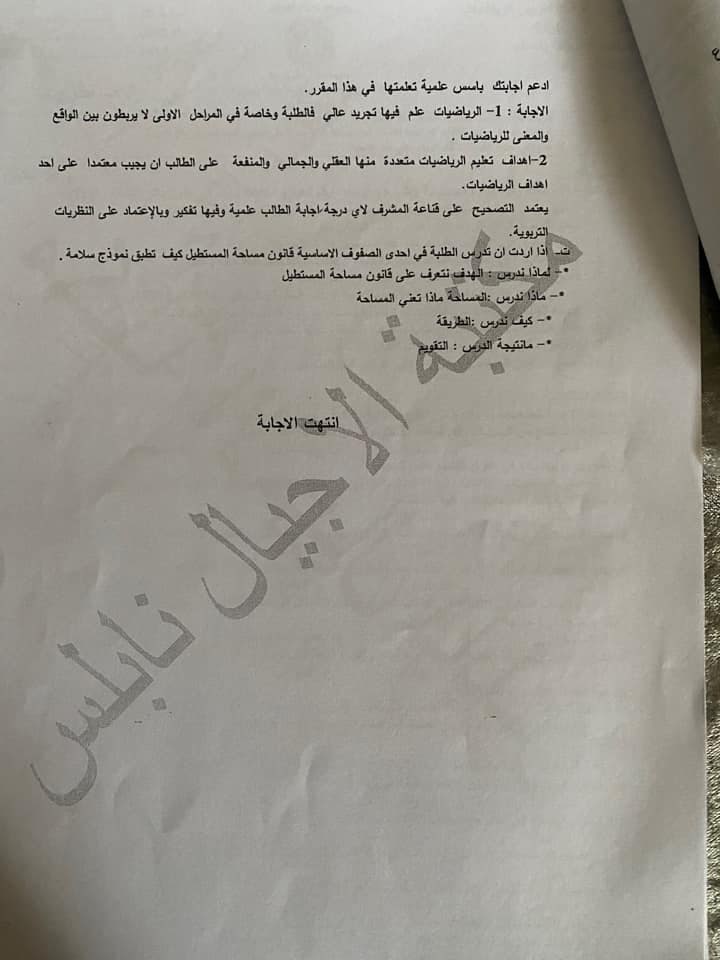 ادعم اجابتك باسس علمية تعلمتها في هذا المقرر.
الاجابة : 1- الرياضيات علم فيها تجريد عالي فالطلبة وخاصة في المراحل الاولى لا يربطون بين الواقع
والمعنى للرياضيات .
2-اهداف تعليم الرياضيات متعددة منها العقلي والجمالي والمنفعة على الطالب ان يجيب معتمدا على احد
اهداف الرياضيات.
يعتمد التصحيح على قناعة المشرف لاي درجة اجابة الطالب علمية وفيها تفكير وبالإعتماد على النظريات
التربوية.
ت- اذا اردت ان تدرس الطلبة في احدى الصفوف الاساسية قانون مساحة المستطيل كيف تطبق نموذج سلامة .
*- لماذا ندرس : الهدف نتعرف على قانون مساحة المستطيل
*- ماذا ندرس :المساحة ماذا تعني المساحة
*- كيف ندرس :الطريقة
*- مانتيجة الدرس : التقويم
انتهت الاجابة
مكتبة الاجيال نابلس